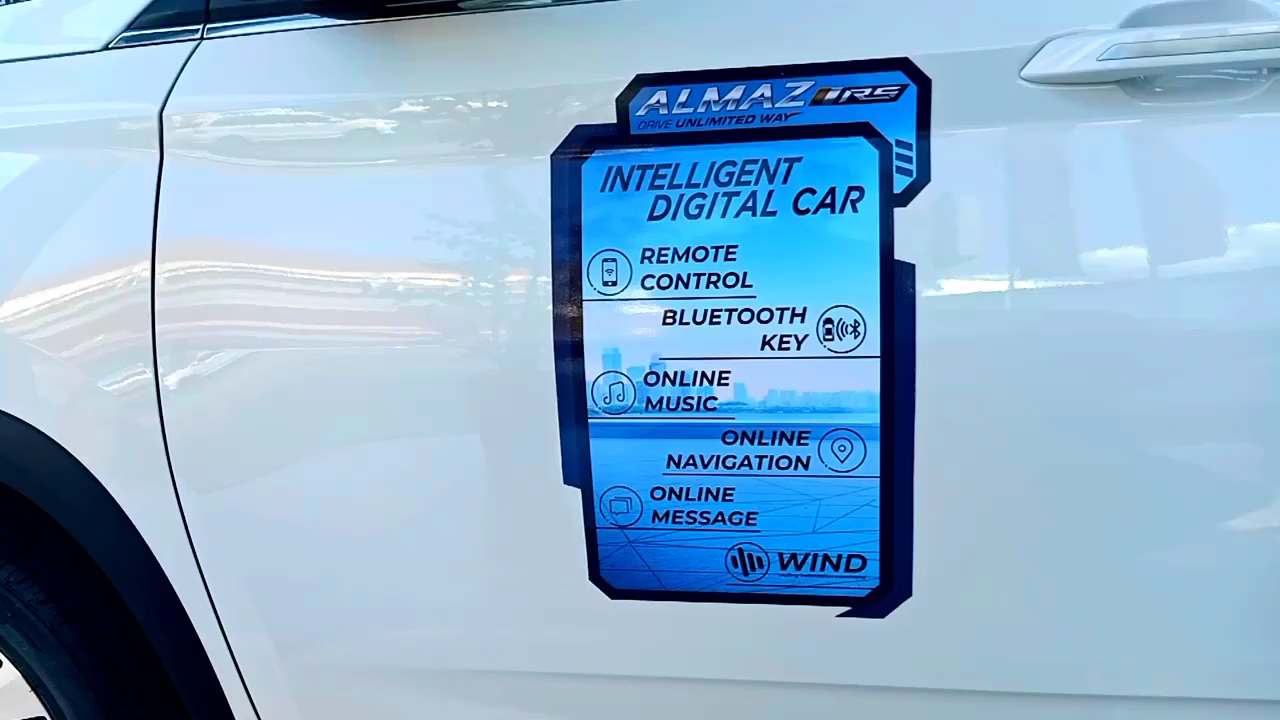 ALMAZ RS
DRIVE UNLIMITED WAY
INTELLIGENT
DIGITAL CAR
REMOTE
CONTROL
BLUETOOTH
KEY
ONLINE
MUSIC
ONLINE
NAVIGATION
ONLINE
MESSAGE
WIND